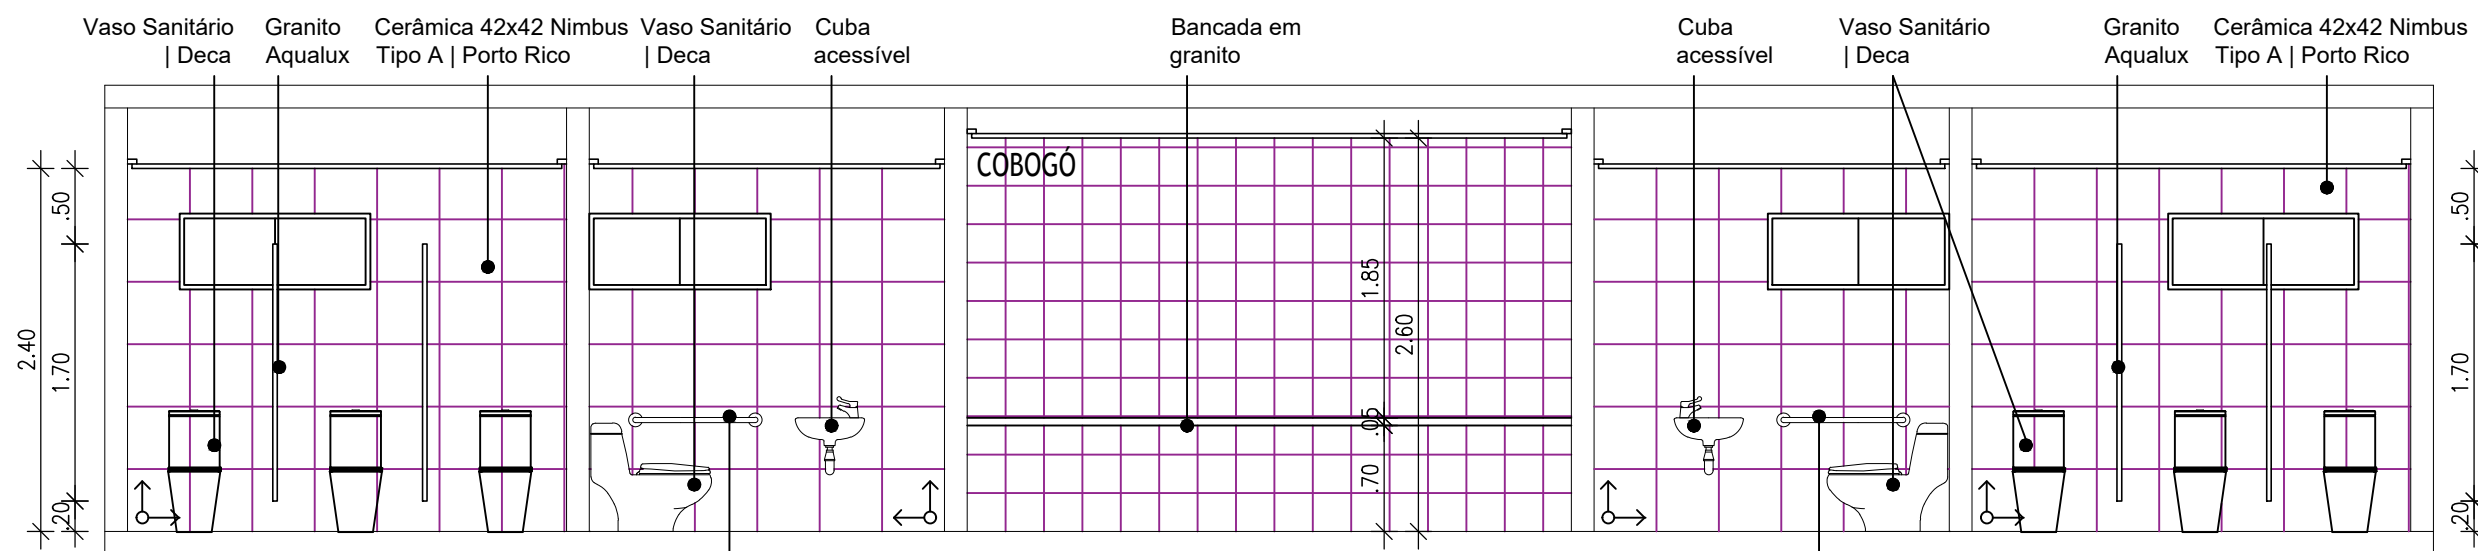 Vaso Sanitário
| Deca
Granito
Aqualux
Cerâmica 42x42 Nimbus
Tipo A | Porto Rico
Vaso Sanitário
| Deca
Cuba
acessível
Bancada em
granito
Cuba
acessível
Vaso Sanitário
| Deca
Granito
Aqualux
Cerâmica 42x42 Nimbus
Tipo A | Porto Rico
COBOGÓ
2.40
.50
1.70
.20
1.85
2.60
.05
.70
.50
1.70
.20